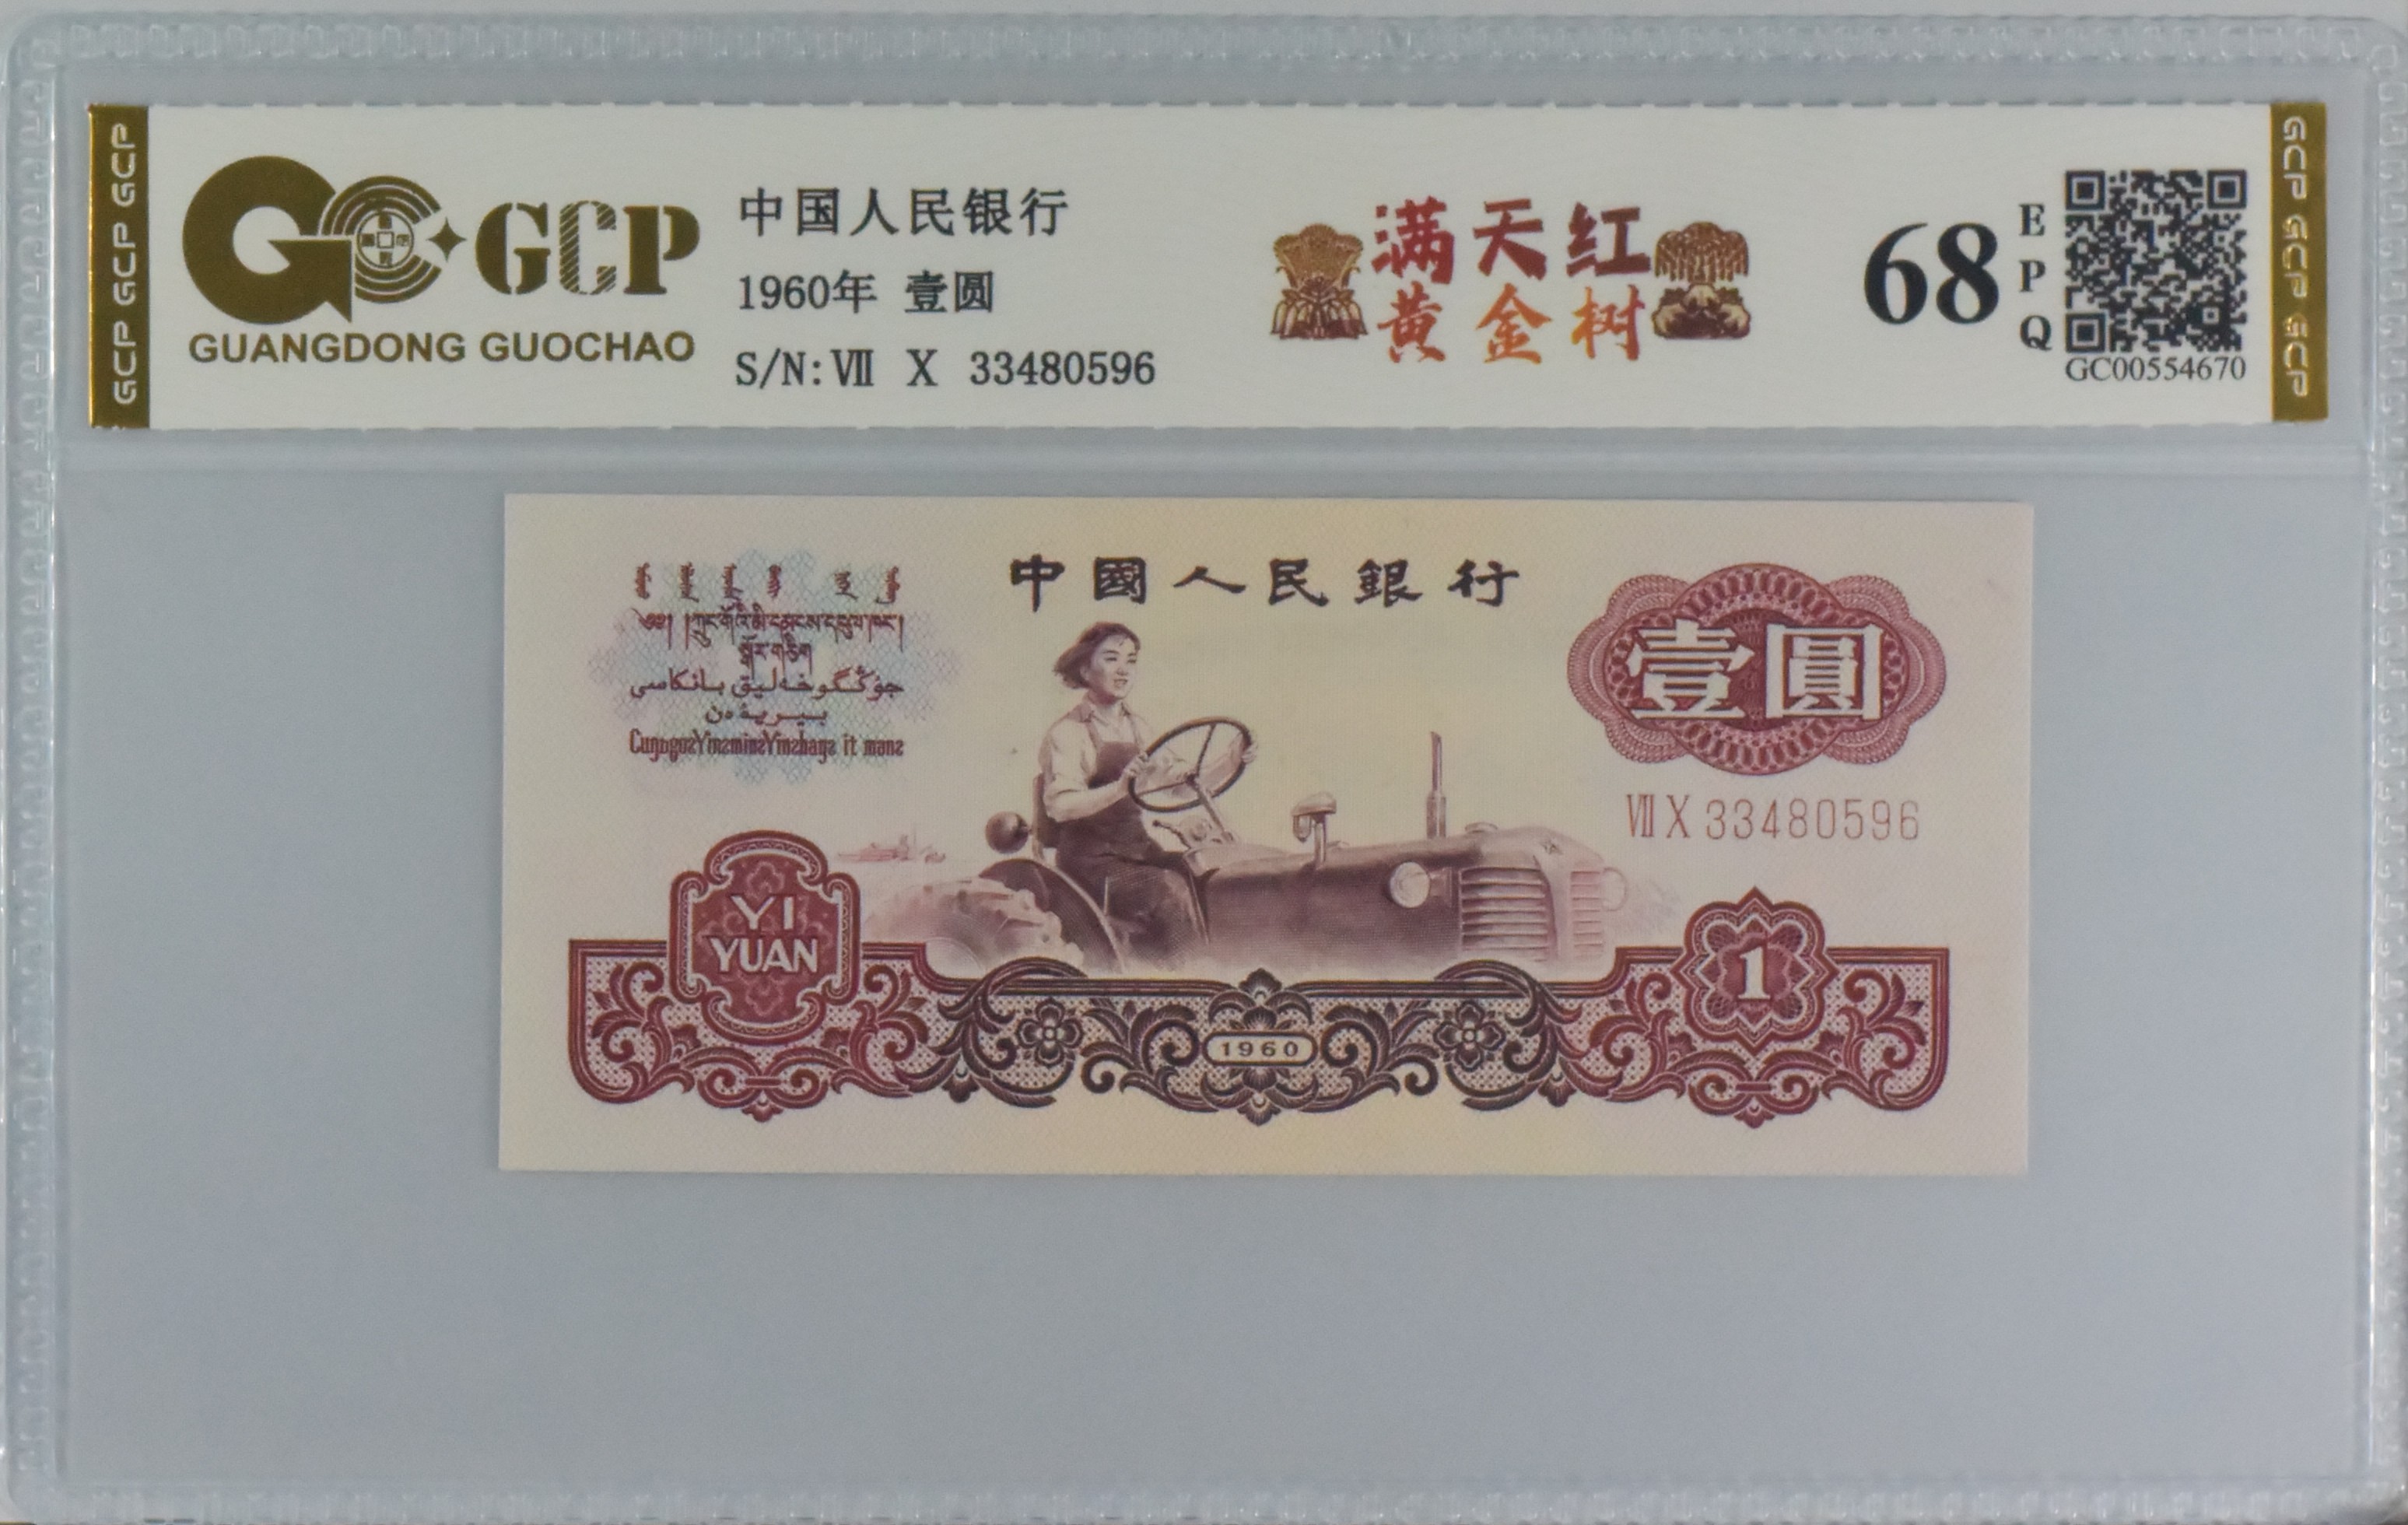 GCP GCP GCP
GCP
GUANGDONG GUOCHAO
中国人民银行
1960年 壹圆
S/N: Ⅶ X 33480596
满天红
黄金树
68
EPQ
GC00554670
GCP GCP GCP
中國人民銀行
壹圓
ⅦX33480596
YI
YUAN
1960
1